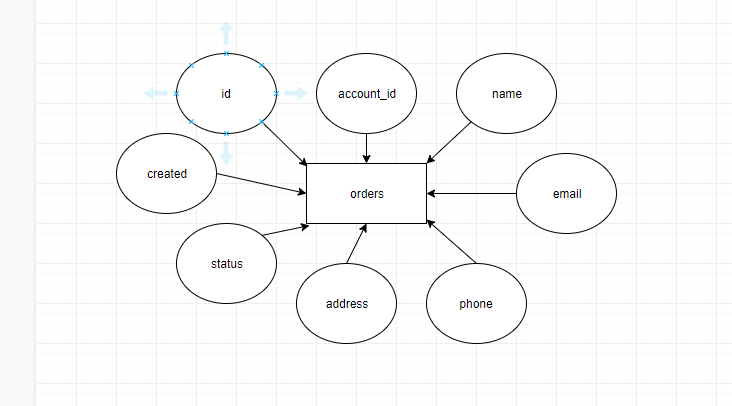 id
account_id
name
created
orders
email
status
address
phone